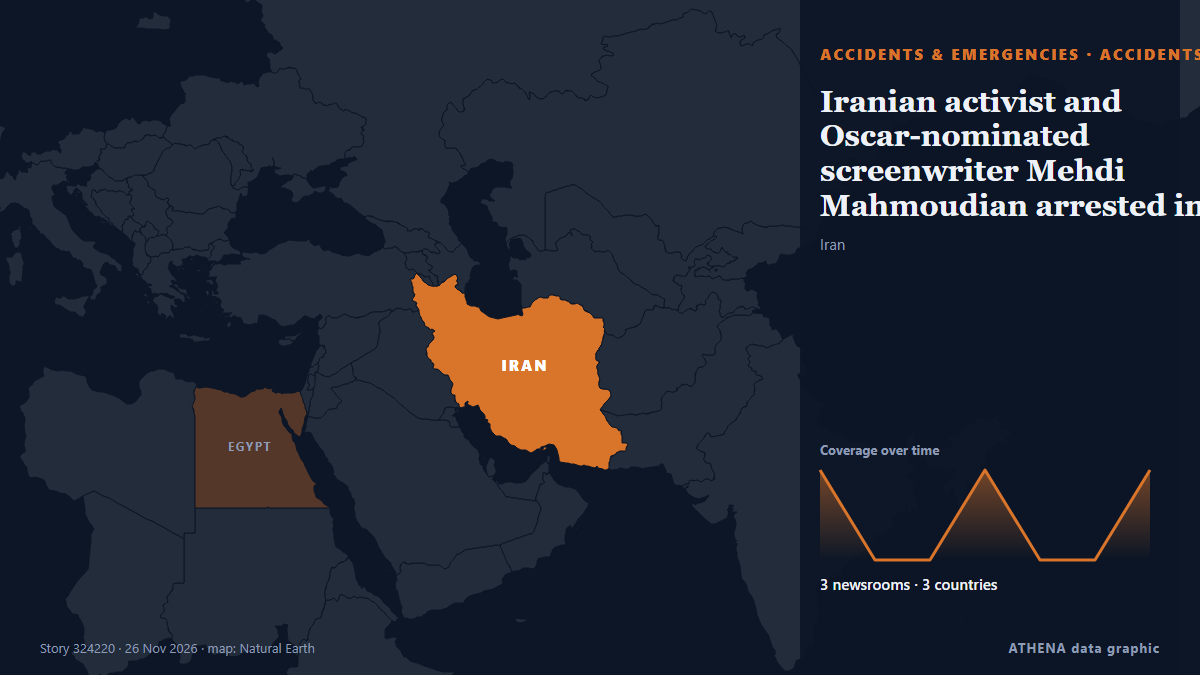 ACCIDENTS & EMERGENCIES · ACCIDENTS
Iranian activist and
Oscar-nominated
screenwriter Mehdi
Mahmoudian arrested in
Iran
IRAN
EGYPT
Coverage over time
3 newsrooms · 3 countries
Story 324220 · 26 Nov 2026 · map: Natural Earth
ATHENA data graphic